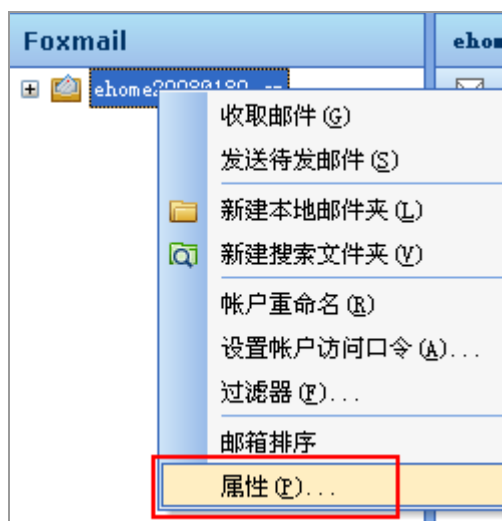 Foxmail
收取邮件(G)
发送待发邮件(S)
新建本地邮件夹(L)
新建搜索文件夹(V)
帐户重命名(R)
设置帐户访问口令(A)...
过滤器(F)...
邮箱排序
属性(P)...